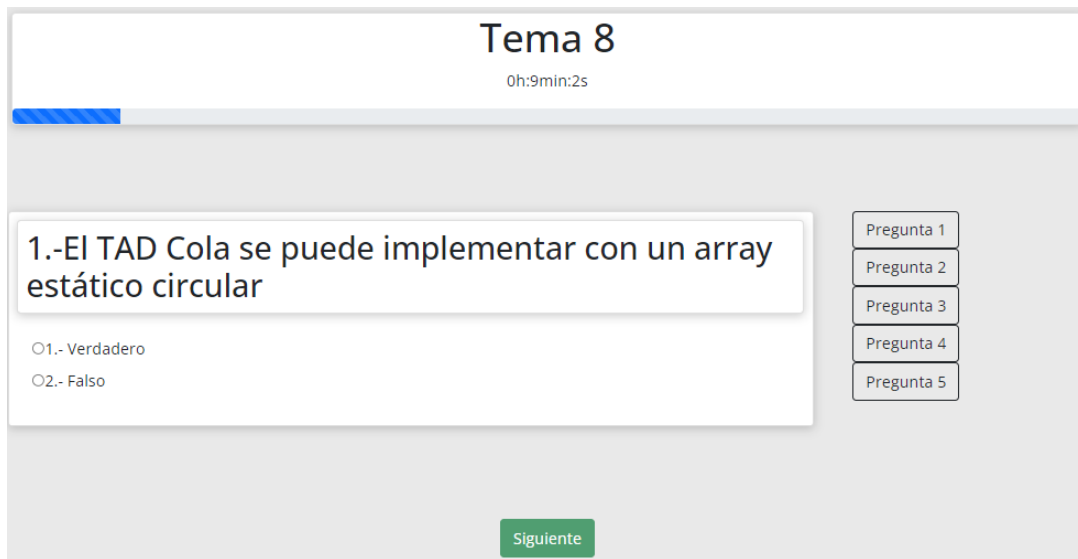 Tema 8
0h:9min:2s
1.-El TAD Cola se puede implementar con un array
estático circular
1.- Verdadero
2.- Falso
Pregunta 1
Pregunta 2
Pregunta 3
Pregunta 4
Pregunta 5
Siguiente